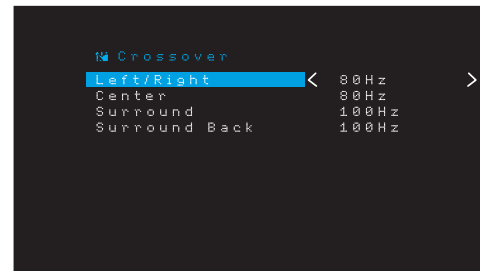 Crossover
Left/Right < 80Hz >
Center 80Hz
Surround 100Hz
Surround Back 100Hz